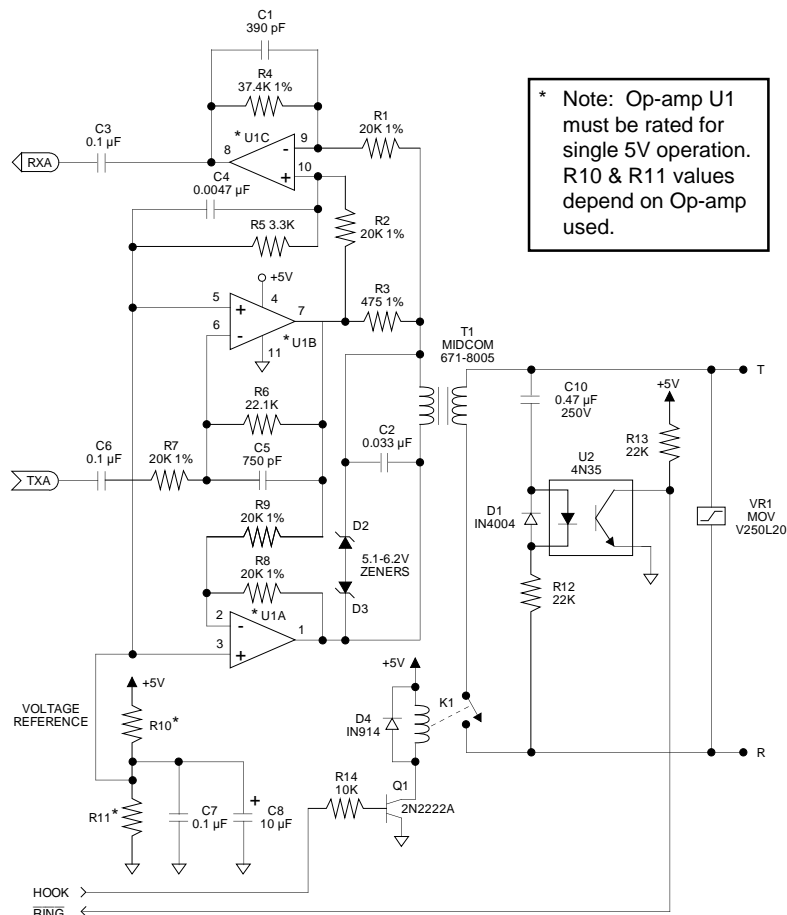 C1
390 pF
R4
37.4K 1%
C3
0.1 µF
RXA
* U1C
8
9
-
10
+
R1
20K 1%
C4
0.0047 µF
R5 3.3K
R2
20K 1%
* Note: Op-amp U1
must be rated for
single 5V operation.
R10 & R11 values
depend on Op-amp
used.
+5V
5
+
4
7
6
-
* U1B
11
R3
475 1%
T1
MIDCOM
671-8005
R6
22.1K
C5
750 pF
C2
0.033 µF
C6
0.1 µF
TXA
R7
20K 1%
R9
20K 1%
R8
20K 1%
D2
5.1-6.2V
ZENERS
D3
* U1A
2
-
3
+
1
T
C10
0.47 µF
250V
+5V
U2
4N35
R13
22K
D1
IN4004
VR1
MOV
V250L20
R12
22K
+5V
VOLTAGE
REFERENCE
R10*
R11*
C7
0.1 µF
+
C8
10 µF
+5V
D4
IN914
K1
R14
10K
Q1
2N2222A
R
HOOK
RING